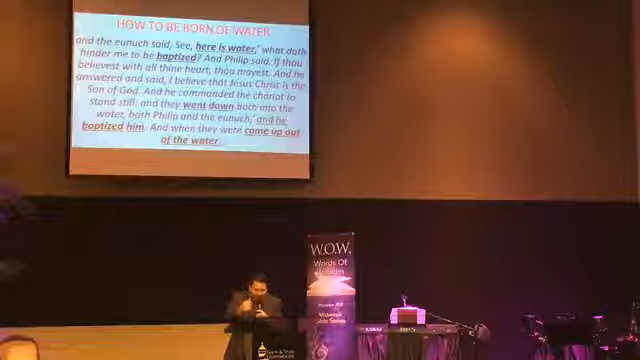 HOW TO BE BORN OF WATER
and the eunuch said, See, here is water,' what doth
hinder me to be baptized? And Philip said, If thou
believest with all thine heart, thou mayest. And he
answered and said, I believe that Jesus Christ is the
Son of God. And he commanded the chariot to
stand still: and they went down both into the
water, both Philip and the eunuch,' and he
baptized him. And when they were come up out
of the water.
W.O.W.
Words Of
Wisdom
Midweek